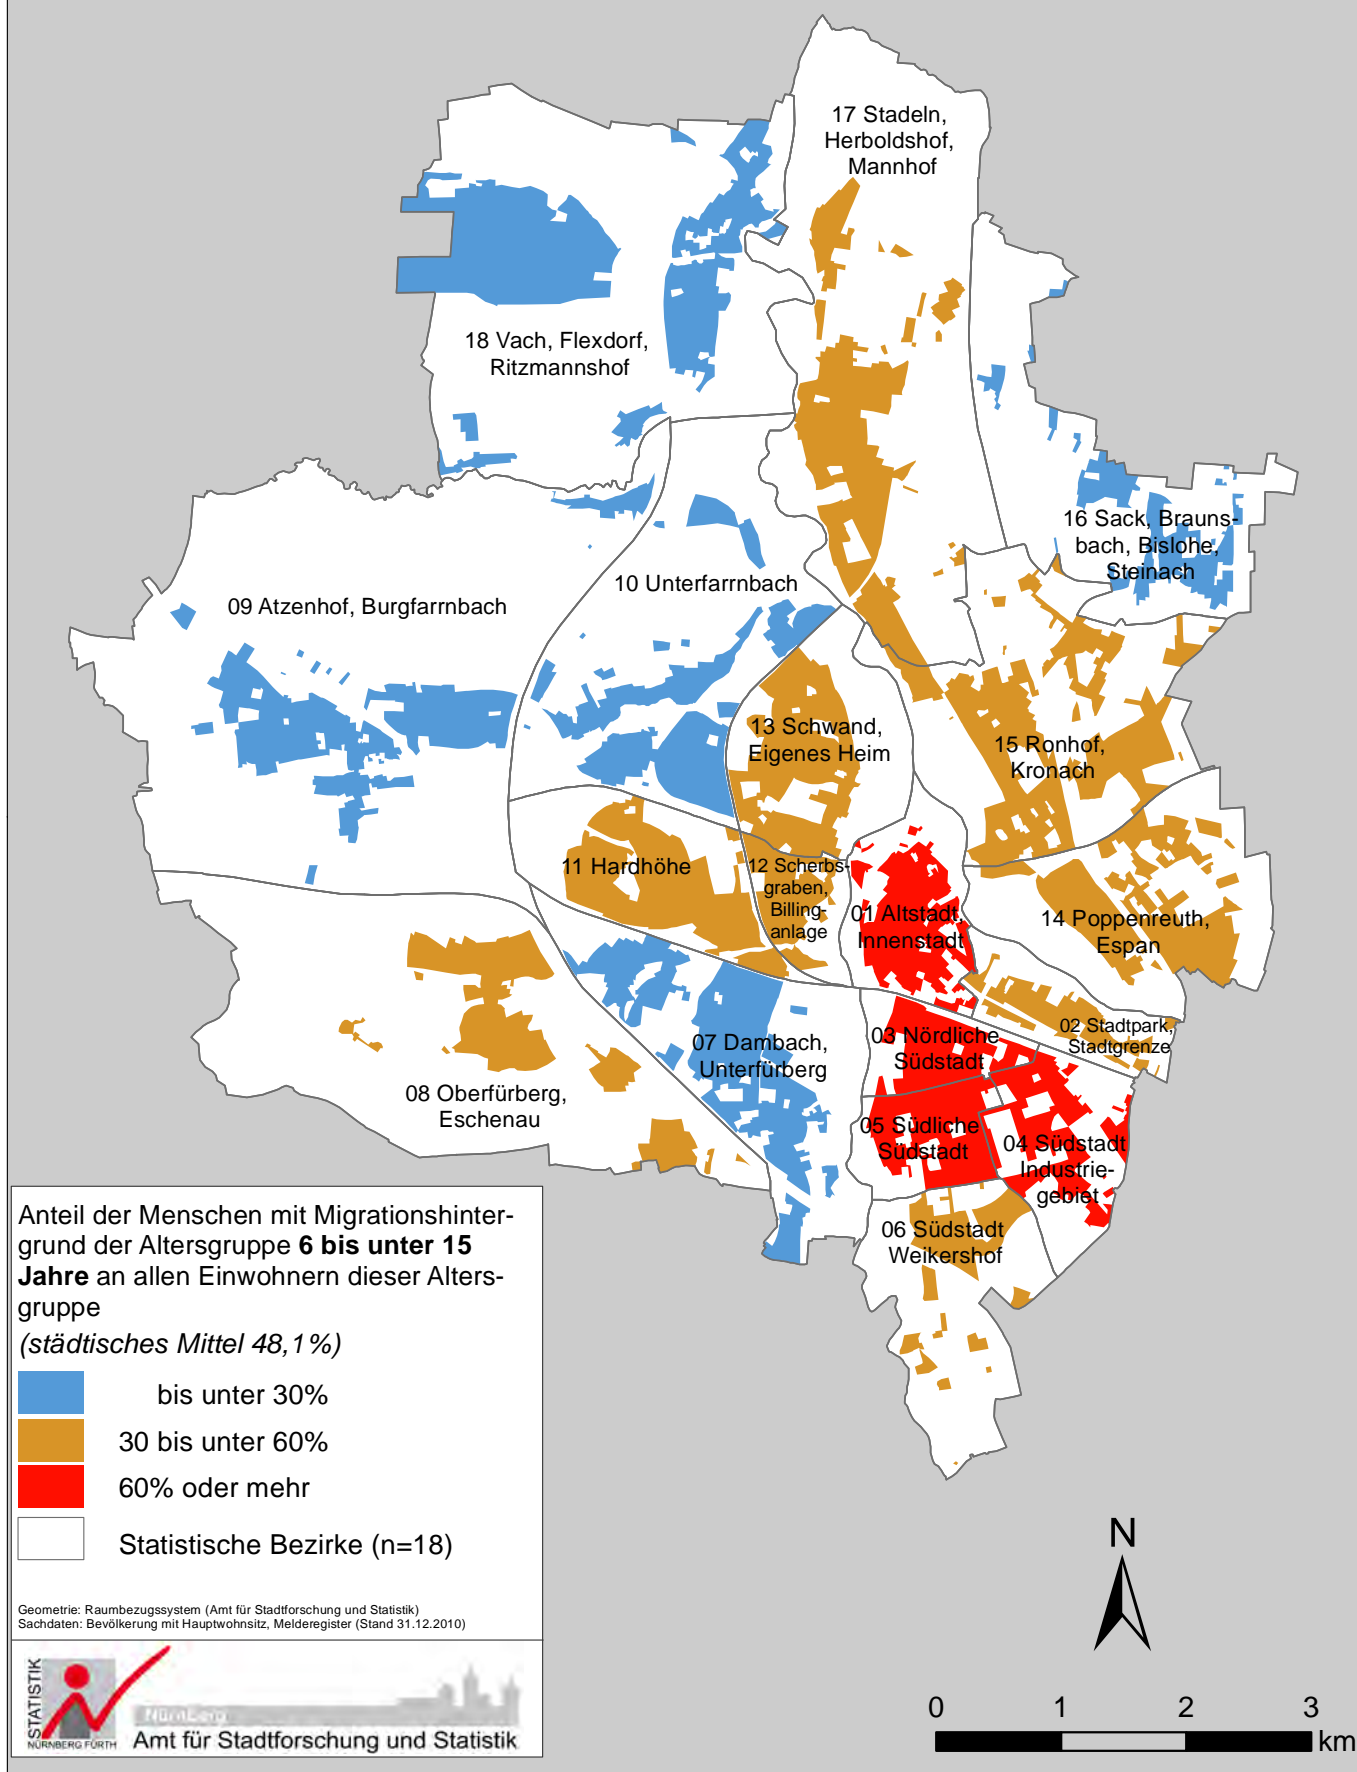 17 Stadeln,
Herboldshof,
Mannhof
18 Vach, Flexdorf,
Ritzmannshof
16 Sack, Brauns-
bach, Bislohe,
Steinach
10 Unterfarrnbach
09 Atzenhof, Burgfarrnbach
13 Schwand,
Eigenes Heim
15 Ronhof,
Kronach
11 Hardhöhe
12 Scherbs-
graben,
Billing-
anlage
01 Altstadt,
Innenstadt
14 Poppenreuth,
Espan
02 Stadtpark,
Stadtgrenze
03 Nördliche
Südstadt
07 Dambach,
Unterfürberg
08 Oberfürberg,
Eschenau
05 Südliche
Südstadt
04 Südstadt
Industrie-
gebiet
06 Südstadt
Weikershof
Anteil der Menschen mit Migrationshinter-
grund der Altersgruppe 6 bis unter 15
Jahre an allen Einwohnern dieser Alters-
gruppe
(städtisches Mittel 48,1%)
bis unter 30%
30 bis unter 60%
60% oder mehr
Statistische Bezirke (n=18)
Geometrie: Raumbezugssystem (Amt für Stadtforschung und Statistik)
Sachdaten: Bevölkerung mit Hauptwohnsitz, Melderegister (Stand 31.12.2010)
STATISTIK
NÜRNBERG FÜRTH
Nürnberg
Amt für Stadtforschung und Statistik
N
0 1 2 3
km